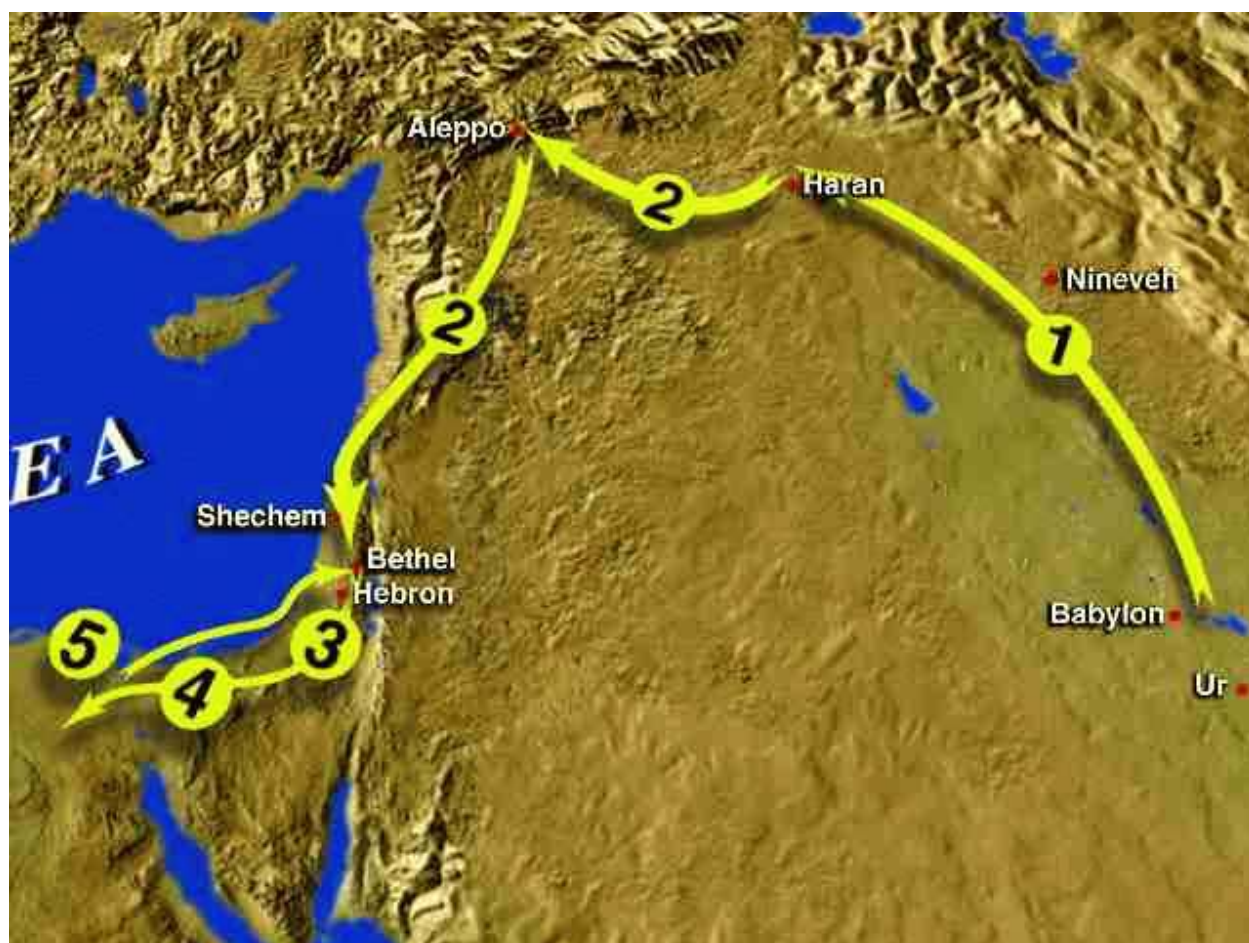 Aleppo
2
Haran
Nineveh
2
1
EA
Shechem
Bethel
Hebron
Babylon
5
3
4
Ur